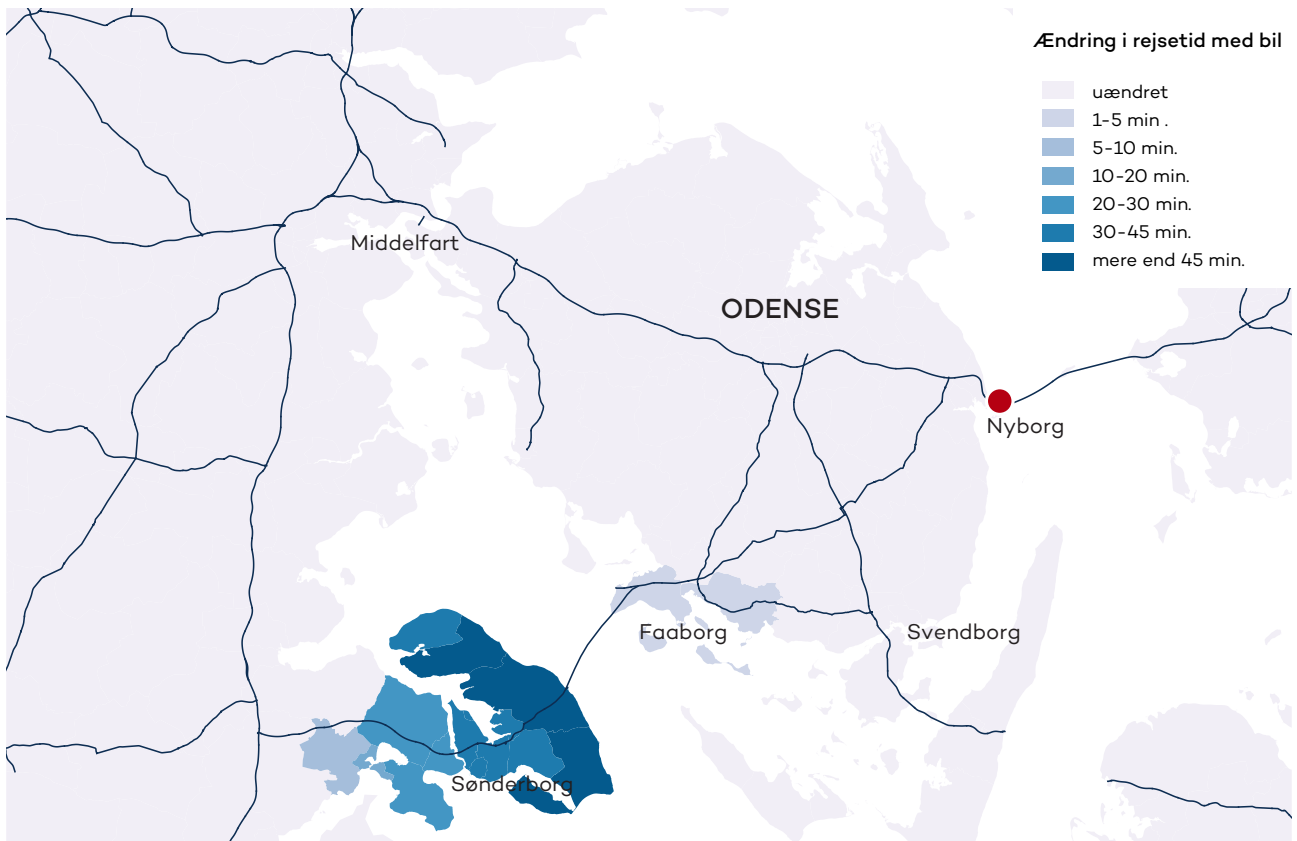 Ændring i rejsetid med bil
uændret
1-5 min .
5-10 min.
10-20 min.
20-30 min.
30-45 min.
mere end 45 min.
Middelfart
ODENSE
Nyborg
Faaborg
Svendborg
Sønderborg